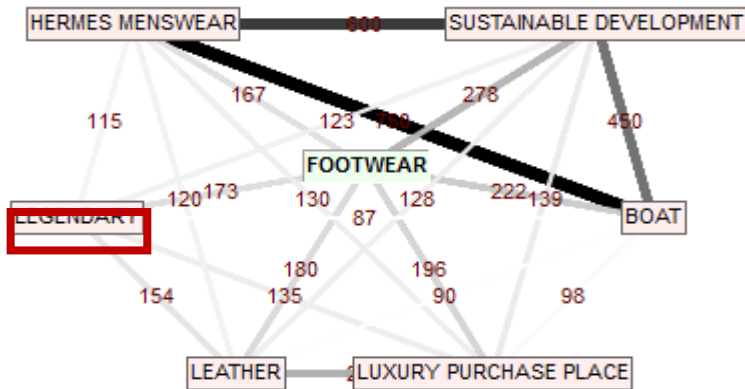 HERMES MENSWEAR 600 SUSTAINABLE DEVELOPMENT
167 278
115 123 750 450
FOOTWEAR
120 173 130 128 222 139
LEGENDARY 87 BOAT
180 196
154 135 90 98
LEATHER LUXURY PURCHASE PLACE